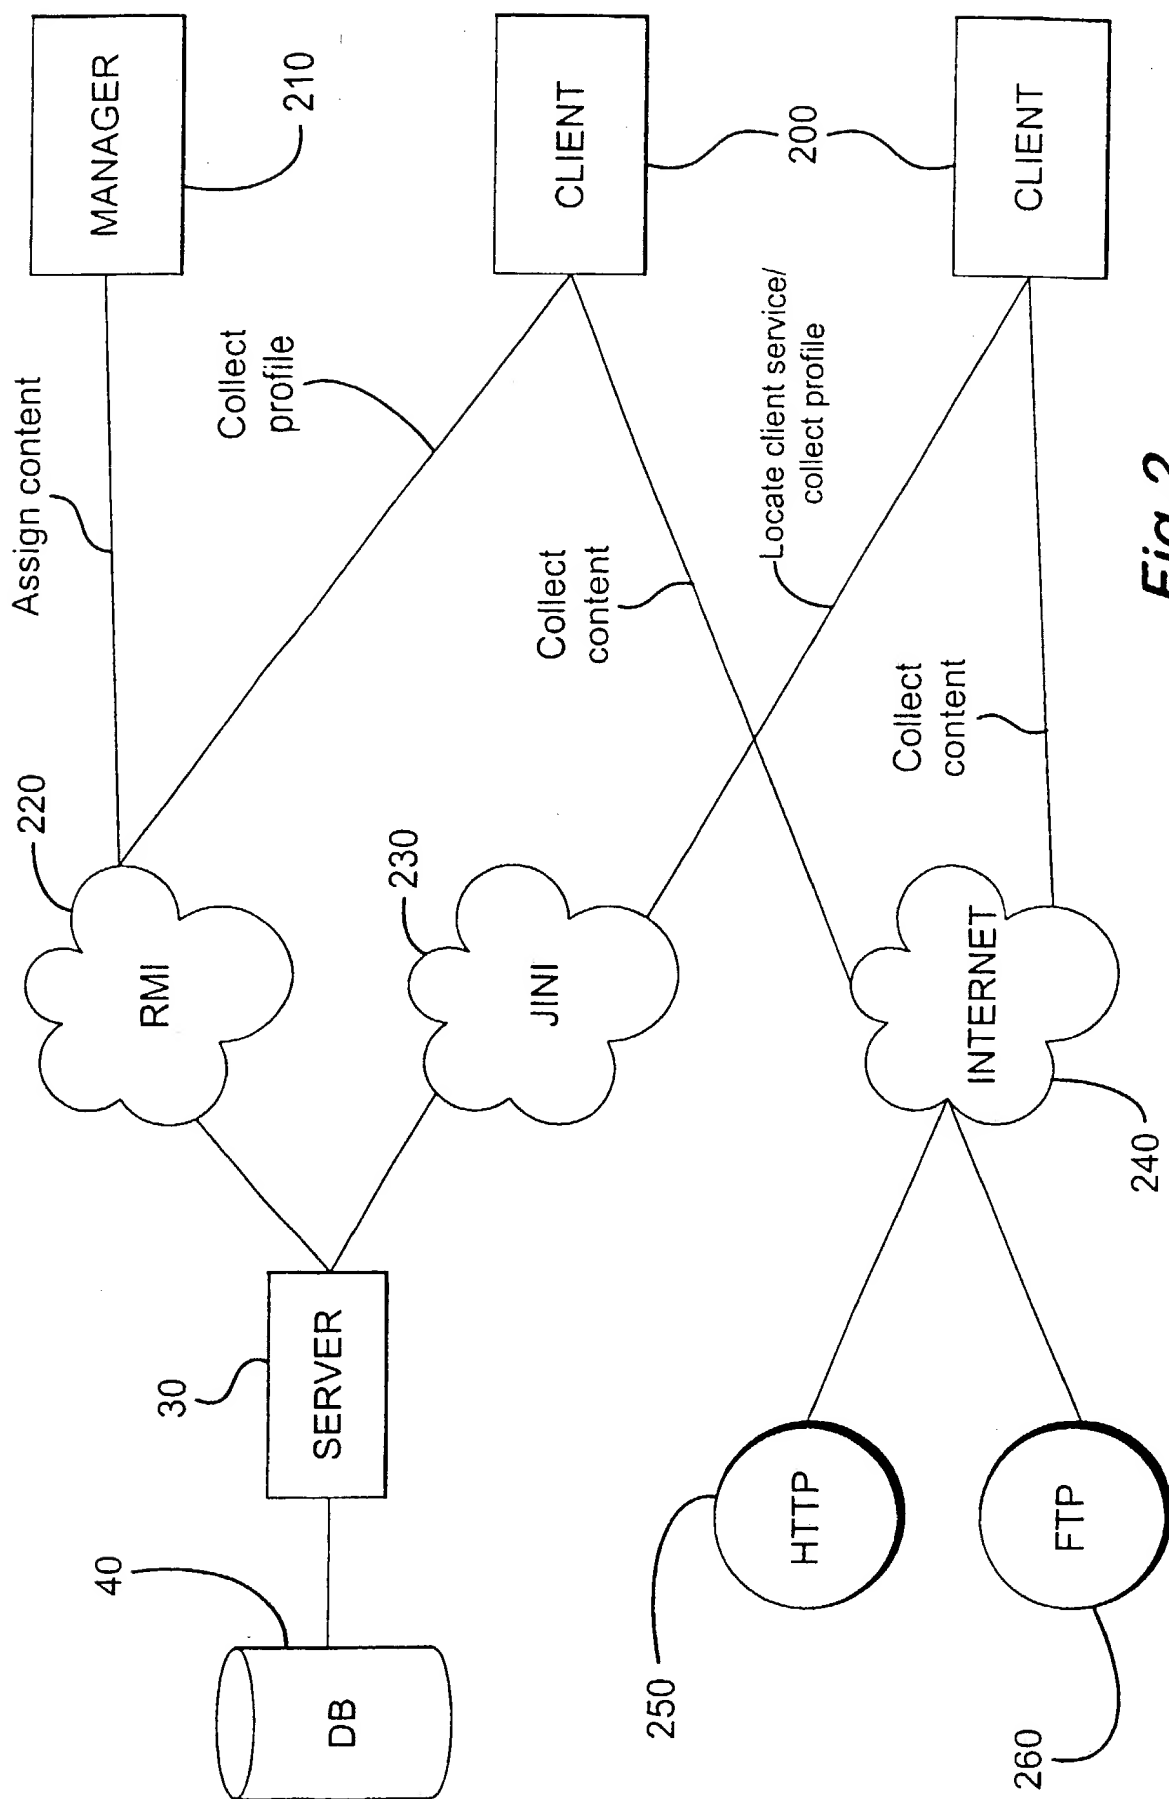 Assign content
MANAGER
210
220
RMI
Collect
profile
30
SERVER
40
DB
230
JINI
CLIENT
200
Collect
content
Locate client service/
collect profile
CLIENT
Collect
content
INTERNET
240
HTTP
250
FTP
260
Fig. 2